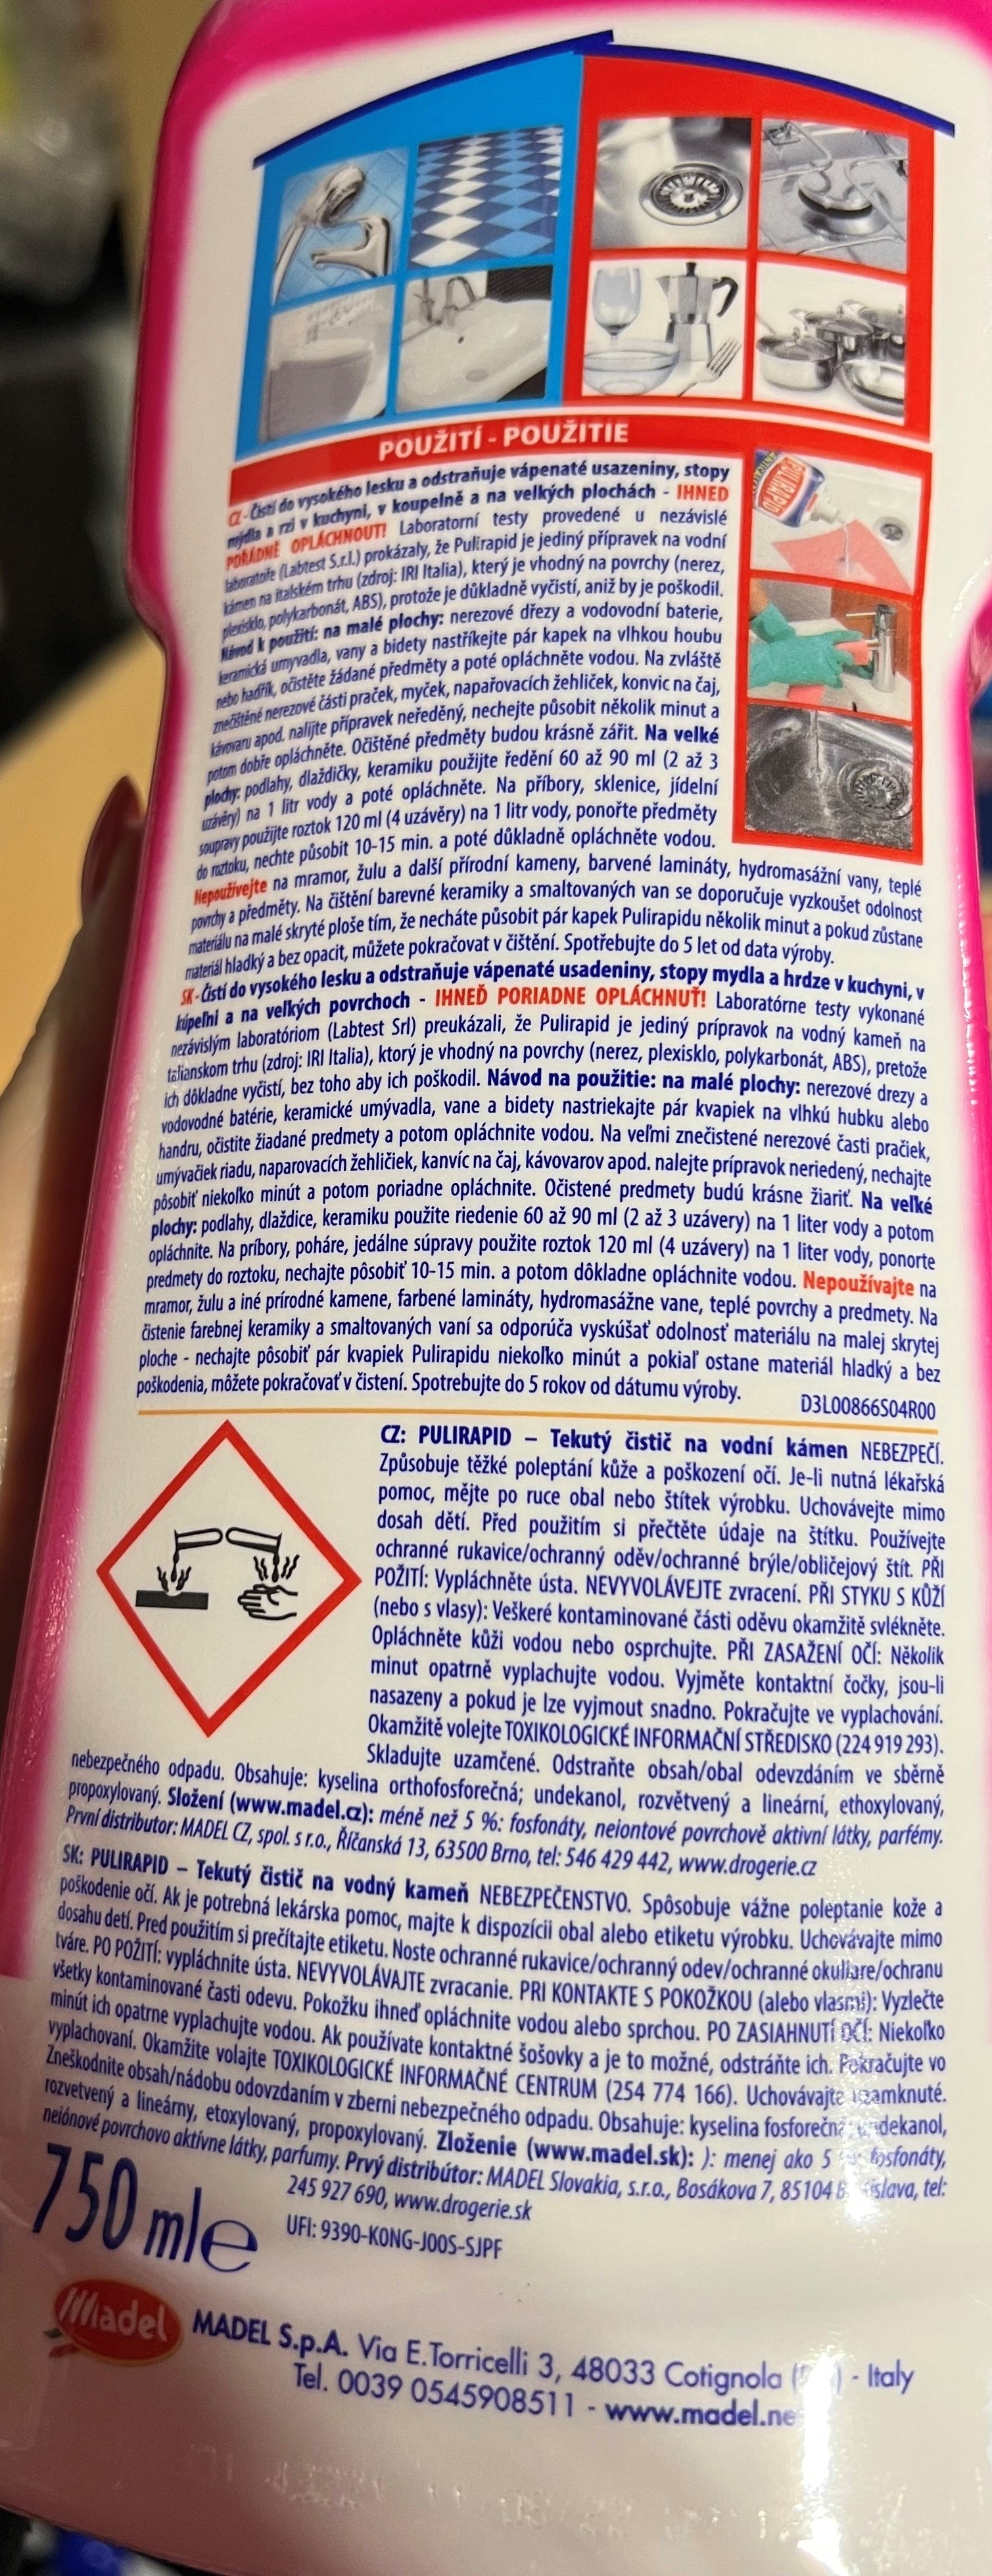 POUŽITÍ - POUŽITIE
CZ - Čistí do vysokého lesku a odstraňuje vápenaté usazeniny, stopy
mýdla a rzi v kuchyni, v koupelně a na velkých plochách - IHNED
POŘÁDNĚ OPLÁCHNOUT! Laboratorní testy provedené u nezávislé
laboratoře (Labtest S.r.l.) prokázaly, že Pulirapid je jediný přípravek na vodní
kámen na italském trhu (zdroj: IRI Italia), který je vhodný na povrchy (nerez,
plexisklo, polykarbonát, ABS), protože je důkladně vyčistí, aniž by je poškodil.
Návod k použití: na malé plochy: nerezové dřezy a vodovodní baterie,
keramická umyvadla, vany a bidety nastříkejte pár kapek na vlhkou houbu
nebo hadřík, očistěte žádané předměty a poté opláchněte vodou. Na zvláště
znečištěné nerezové části praček, myček, napařovacích žehliček, konvic na čaj,
kávovaru apod. nalijte přípravek neředěný, nechejte působit několik minut a
potom dobře opláchněte. Očištěné předměty budou krásně zářit. Na velké
plochy: podlahy, dlaždičky, keramiku použijte ředění 60 až 90 ml (2 až 3
uzávěry) na 1 litr vody a poté opláchněte. Na příbory, sklenice, jídelní
soupravy použijte roztok 120 ml (4 uzávěry) na 1 litr vody, ponořte předměty
do roztoku, nechte působit 10-15 min. a poté důkladně opláchněte vodou.
Nepoužívejte na mramor, žulu a další přírodní kameny, barvené lamináty, hydromasážní vany, teplé
povrchy a předměty. Na čištění barevné keramiky a smaltovaných van se doporučuje vyzkoušet odolnost
materiálu na malé skryté ploše tím, že necháte působit pár kapek Pulirapidu několik minut a pokud zůstane
materiál hladký a bez opacit, můžete pokračovat v čištění. Spotřebujte do 5 let od data výroby.
SK - Čistí do vysokého lesku a odstraňuje vápenaté usadeniny, stopy mydla a hrdze v kuchyni, v
kúpeľni a na veľkých povrchoch - IHNEĎ PORIADNE OPLÁCHNUŤ! Laboratórne testy vykonané
nezávislým laboratóriom (Labtest Srl) preukázali, že Pulirapid je jediný prípravok na vodný kameň na
talianskom trhu (zdroj: IRI Italia), ktorý je vhodný na povrchy (nerez, plexisklo, polykarbonát, ABS), pretože
ich dôkladne vyčistí, bez toho aby ich poškodil. Návod na použitie: na malé plochy: nerezové drezy a
vodovodné batérie, keramické umývadla, vane a bidety nastriekajte pár kvapiek na vlhkú hubku alebo
handru, očistite žiadané predmety a potom opláchnite vodou. Na veľmi znečistené nerezové časti pračiek,
umývačiek riadu, naparovacích žehličiek, kanvíc na čaj, kávovarov apod. nalejte prípravok neriedený, nechajte
pôsobiť niekoľko minút a potom poriadne opláchnite. Očistené predmety budú krásne žiariť. Na veľké
plochy: podlahy, dlaždice, keramiku použite riedenie 60 až 90 ml (2 až 3 uzávery) na 1 liter vody a potom
opláchnite. Na príbory, poháre, jedálne súpravy použite roztok 120 ml (4 uzávery) na 1 liter vody, ponorte
predmety do roztoku, nechajte pôsobiť 10-15 min. a potom dôkladne opláchnite vodou. Nepoužívajte na
mramor, žulu a iné prírodné kamene, farbené lamináty, hydromasážne vane, teplé povrchy a predmety. Na
čistenie farebnej keramiky a smaltovaných vaní sa odporúča vyskúšať odolnosť materiálu na malej skrytej
ploche - nechajte pôsobiť pár kvapiek Pulirapidu niekoľko minút a pokiaľ ostane materiál hladký a bez
poškodenia, môžete pokračovať v čistení. Spotrebujte do 5 rokov od dátumu výroby.
D3L00866S04R00
CZ: PULIRAPID – Tekutý čistič na vodní kámen NEBEZPEČÍ.
Způsobuje těžké poleptání kůže a poškození očí. Je-li nutná lékařská
pomoc, mějte po ruce obal nebo štítek výrobku. Uchovávejte mimo
dosah dětí. Před použitím si přečtěte údaje na štítku. Používejte
ochranné rukavice/ochranný oděv/ochranné brýle/obličejový štít. PŘI
POŽITÍ: Vypláchněte ústa. NEVYVOLÁVEJTE zvracení. PŘI STYKU S KŮŽÍ
(nebo s vlasy): Veškeré kontaminované části oděvu okamžitě svlékněte.
Opláchněte kůži vodou nebo osprchujte. PŘI ZASAŽENÍ OČÍ: Několik
minut opatrně vyplachujte vodou. Vyjměte kontaktní čočky, jsou-li
nasazeny a pokud je lze vyjmout snadno. Pokračujte ve vyplachování.
Okamžitě volejte TOXIKOLOGICKÉ INFORMAČNÍ STŘEDISKO (224 919 293).
Skladujte uzamčené. Odstraňte obsah/obal odevzdáním ve sběrně
nebezpečného odpadu. Obsahuje: kyselina orthofosforečná; undekanol, rozvětvený a lineární, ethoxylovaný,
propoxylovaný. Složení (www.madel.cz): méně než 5 %: fosfonáty, neiontové povrchově aktivní látky, parfémy.
První distributor: MADEL CZ, spol. s r.o., Říčanská 13, 63500 Brno, tel: 546 429 442, www.drogerie.cz
SK: PULIRAPID – Tekutý čistič na vodný kameň NEBEZPEČENSTVO. Spôsobuje vážne poleptanie kože a
poškodenie očí. Ak je potrebná lekárska pomoc, majte k dispozícii obal alebo etiketu výrobku. Uchovávajte mimo
dosahu detí. Pred použitím si prečítajte etiketu. Noste ochranné rukavice/ochranný odev/ochranné okuliare/ochranu
tváre. PO POŽITÍ: vypláchnite ústa. NEVYVOLÁVAJTE zvracanie. PRI KONTAKTE S POKOŽKOU (alebo vlasmi): Vyzlečte
všetky kontaminované časti odevu. Pokožku ihneď opláchnite vodou alebo sprchou. PO ZASIAHNUTÍ OČÍ: Niekoľko
minút ich opatrne vyplachujte vodou. Ak používate kontaktné šošovky a je to možné, odstráňte ich. Pokračujte vo
vyplachovaní. Okamžite volajte TOXIKOLOGICKÉ INFORMAČNÉ CENTRUM (254 774 166). Uchovávajte uzamknuté.
Zneškodnite obsah/nádobu odovzdaním v zberni nebezpečného odpadu. Obsahuje: kyselina fosforečná, undekanol,
rozvetvený a lineárny, etoxylovaný, propoxylovaný. Zloženie (www.madel.sk): ): menej ako 5 fosfonáty,
neiónové povrchovo aktívne látky, parfumy. Prvý distribútor: MADEL Slovakia, s.r.o., Bosákova 7, 85104 tel:
245 927 690, www.drogerie.sk
UFI: 9390-K0NG-J00S-SJPF
750 ml e
Madel
MADEL S.p.A. Via E.Torricelli 3, 48033 Cotignola - Italy
Tel. 0039 0545908511 - www.madel.ne